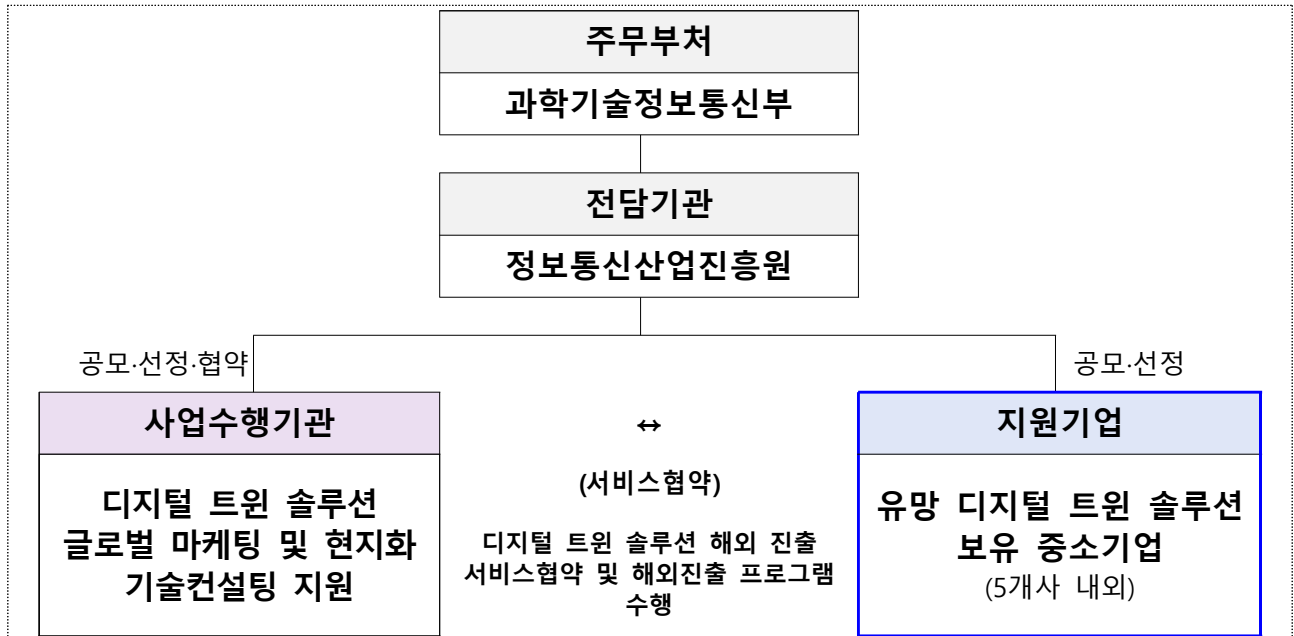 주무부처
과학기술정보통신부
전담기관
정보통신산업진흥원
공모·선정·협약
공모·선정
사업수행기관
디지털 트윈 솔루션
글로벌 마케팅 및 현지화
기술컨설팅 지원
↔
(서비스협약)
디지털 트윈 솔루션 해외 진출
서비스협약 및 해외진출 프로그램
수행
지원기업
유망 디지털 트윈 솔루션
보유 중소기업
(5개사 내외)